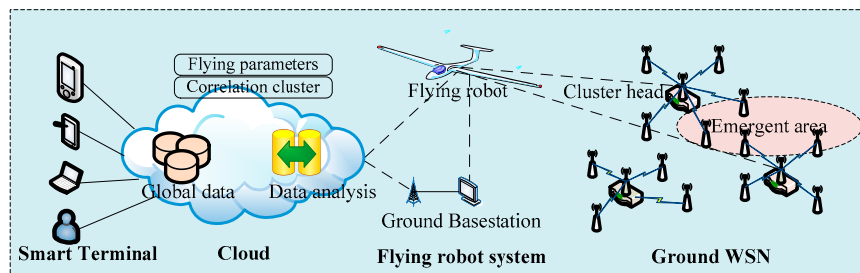 Flying parameters
Correlation cluster
Flying robot
Cluster head
Emergent area
Global data
Data analysis
Ground Basestation
Smart Terminal
Cloud
Flying robot system
Ground WSN